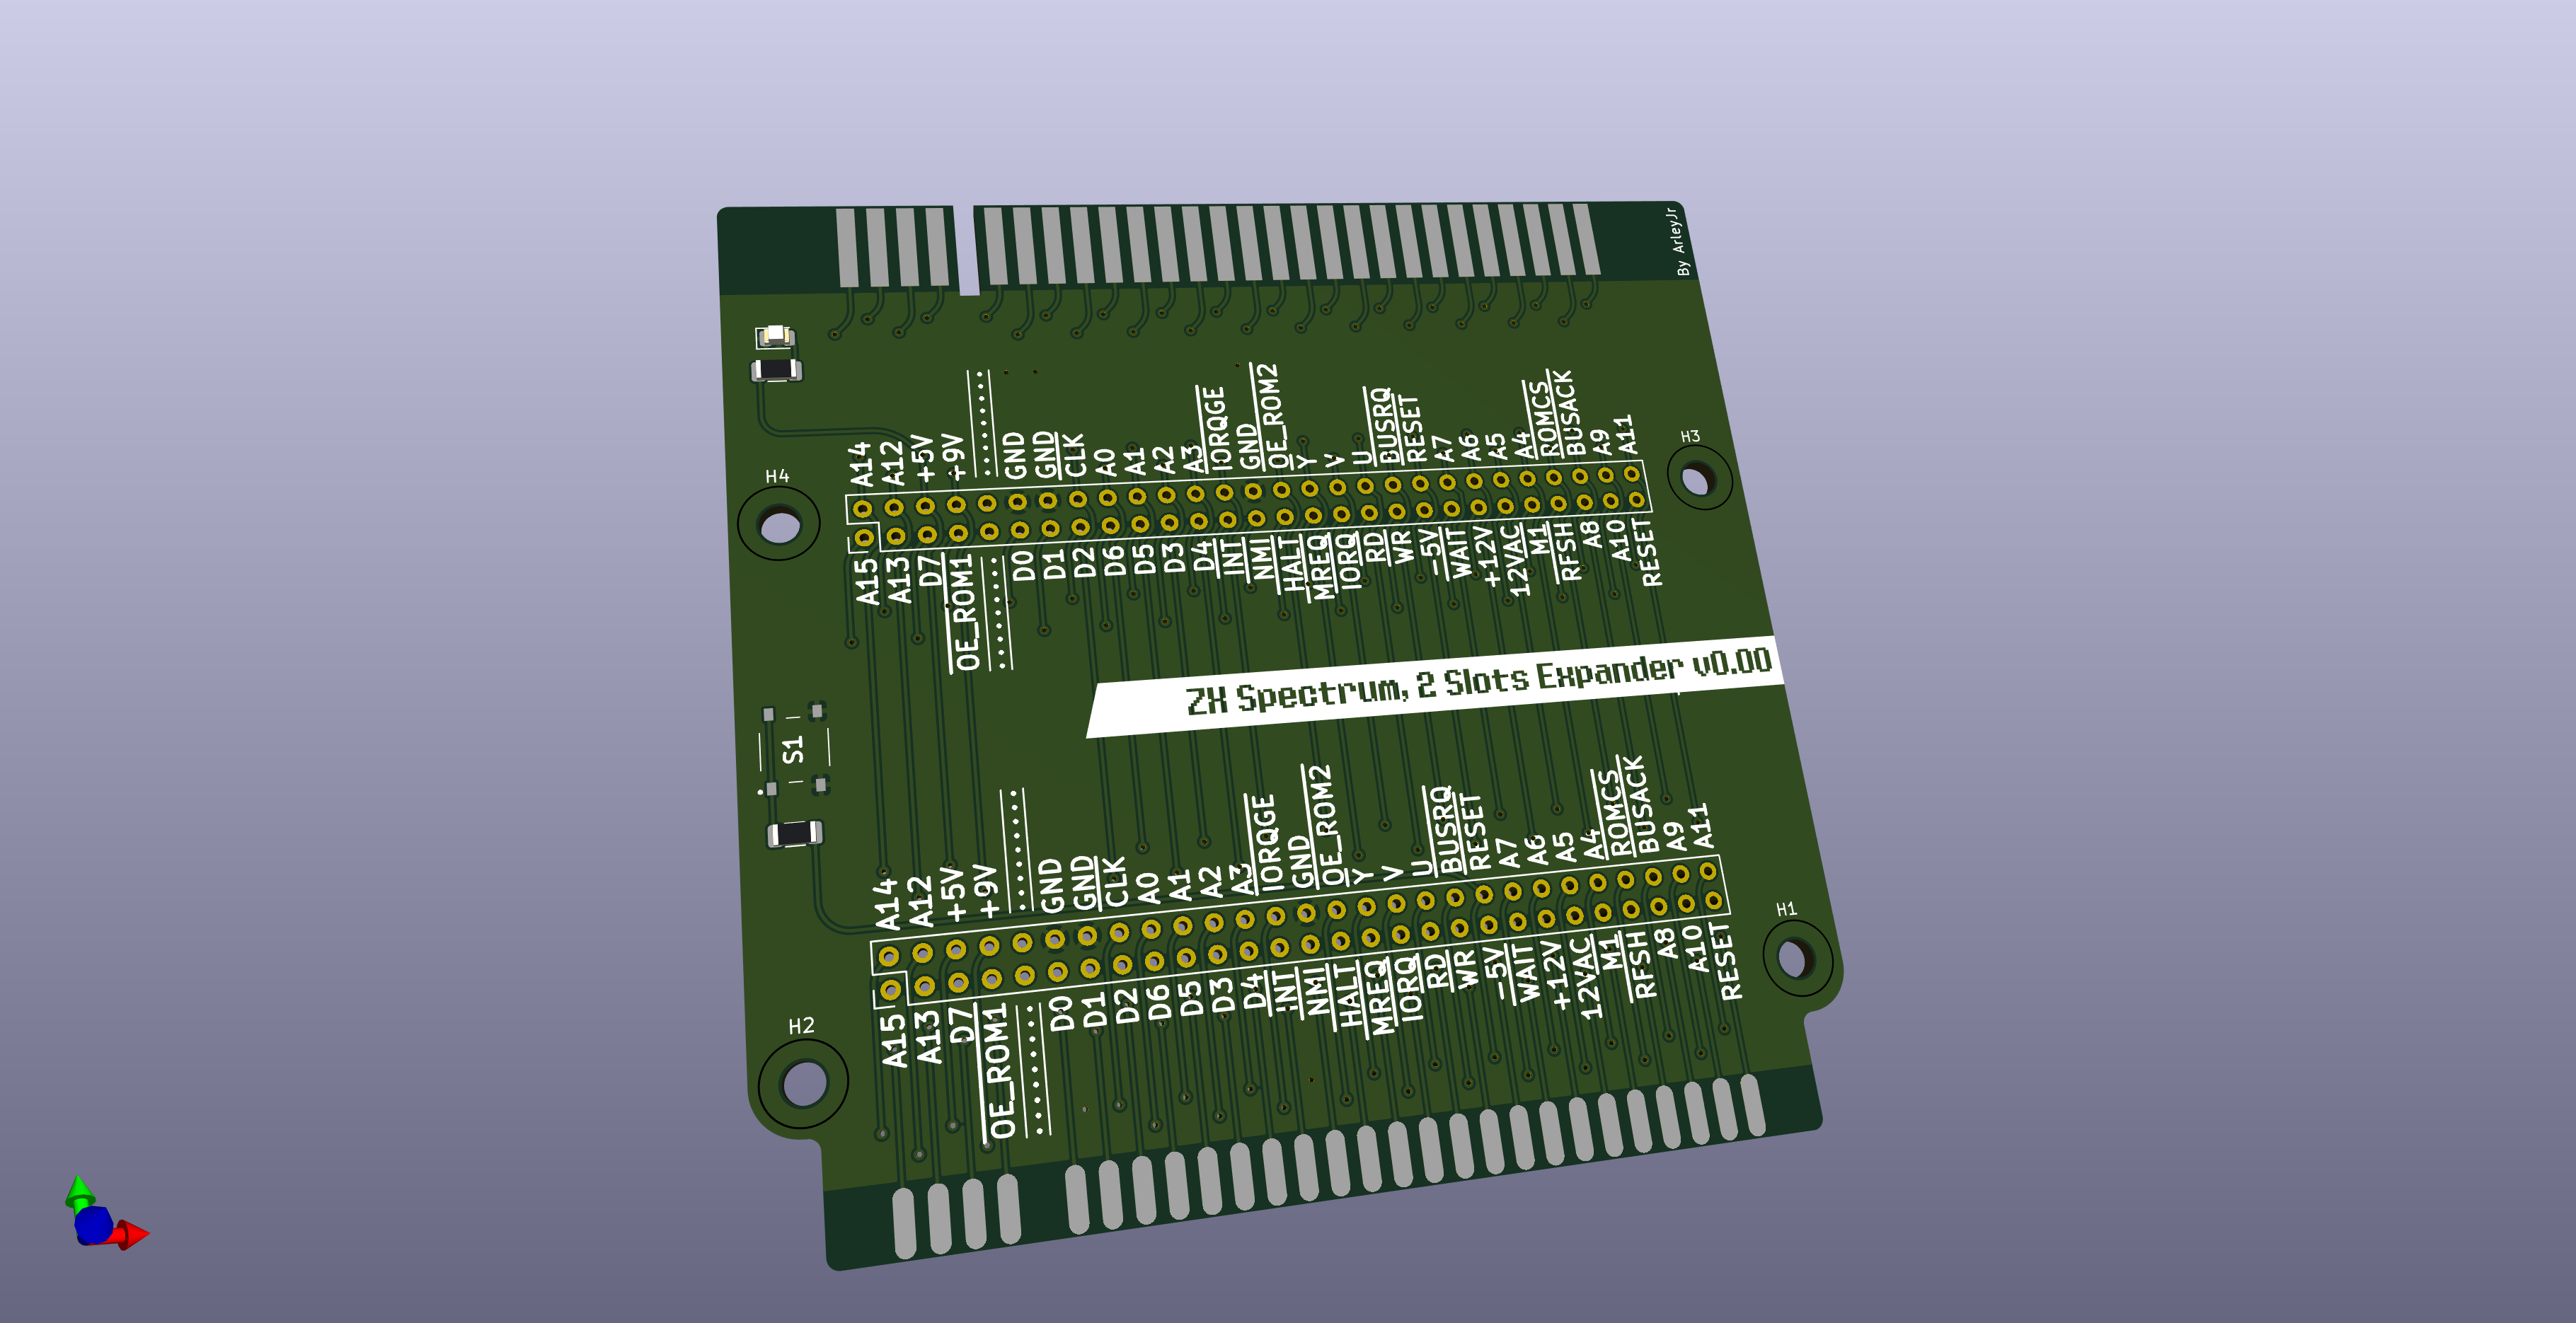 By ArleyJr
A14 A12 +5V +9V GND GND CLK A0 A1 A2 A3 IORQGE GND OE_ROM2 Y V U BUSRQ RESET A7 A6 A5 A4 ROMCS BUSACK A9 A11
H4
H3
A15 A13 D7 OE_ROM1 D0 D1 D2 D6 D5 D3 D4 INT NMI HALT MREQ IORQ RD WR -5V WAIT +12V 12VAC M1 RFSH A8 A10 RESET
ZX Spectrum, 2 Slots Expander v0.00
S1
A14 A12 +5V +9V GND GND CLK A0 A1 A2 A3 IORQGE GND OE_ROM2 Y V U BUSRQ RESET A7 A6 A5 A4 ROMCS BUSACK A9 A11
H1
H2
A15 A13 D7 OE_ROM1 D0 D1 D2 D6 D5 D3 D4 INT NMI HALT MREQ IORQ RD WR -5V WAIT +12V 12VAC M1 RFSH A8 A10 RESET